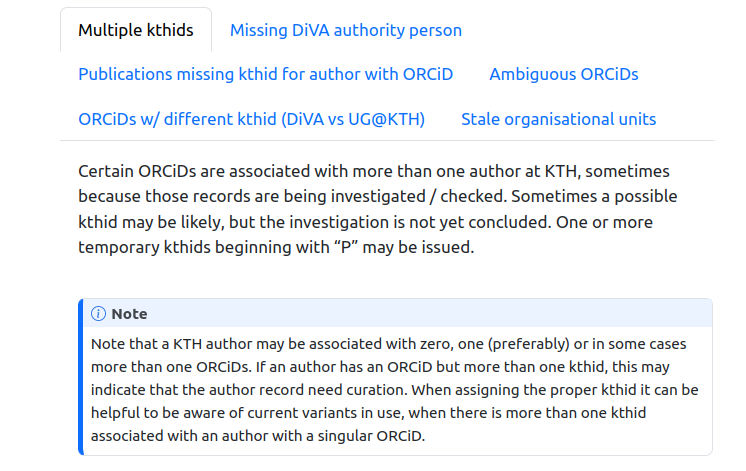 Multiple kthids
Missing DiVA authority person
Publications missing kthid for author with ORCiD
Ambiguous ORCiDs
ORCiDs w/ different kthid (DiVA vs UG@KTH)
Stale organisational units
Certain ORCiDs are associated with more than one author at KTH, sometimes
because those records are being investigated / checked. Sometimes a possible
kthid may be likely, but the investigation is not yet concluded. One or more
temporary kthids beginning with “P” may be issued.
Note
Note that a KTH author may be associated with zero, one (preferably) or in some cases
more than one ORCiDs. If an author has an ORCiD but more than one kthid, this may
indicate that the author record need curation. When assigning the proper kthid it can be
helpful to be aware of current variants in use, when there is more than one kthid
associated with an author with a singular ORCiD.